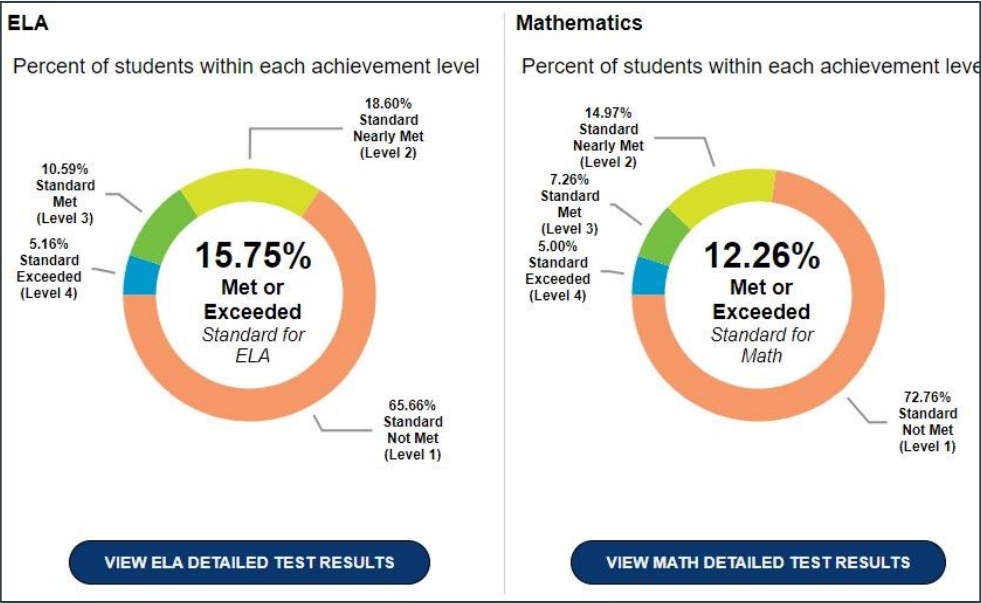 ELA
Percent of students within each achievement level
18.60%
Standard
Nearly Met
(Level 2)
10.59%
Standard
Met
(Level 3)
5.16%
Standard
Exceeded
(Level 4)
15.75%
Met or
Exceeded
Standard for
ELA
65.66%
Standard
Not Met
(Level 1)
VIEW ELA DETAILED TEST RESULTS
Mathematics
Percent of students within each achievement leve
14.97%
Standard
Nearly Met
(Level 2)
7.26%
Standard
Met
(Level 3)
5.00%
Standard
Exceeded
(Level 4)
12.26%
Met or
Exceeded
Standard for
Math
72.76%
Standard
Not Met
(Level 1)
VIEW MATH DETAILED TEST RESULTS